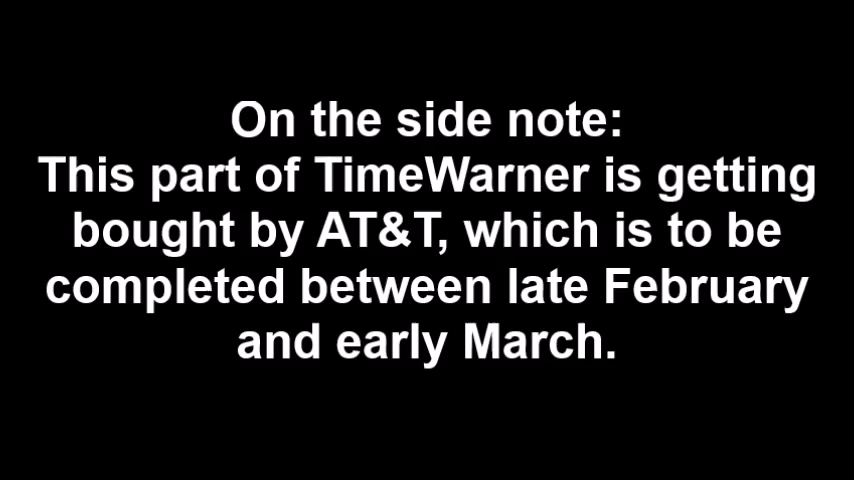 On the side note:
This part of TimeWarner is getting
bought by AT&T, which is to be
completed between late February
and early March.